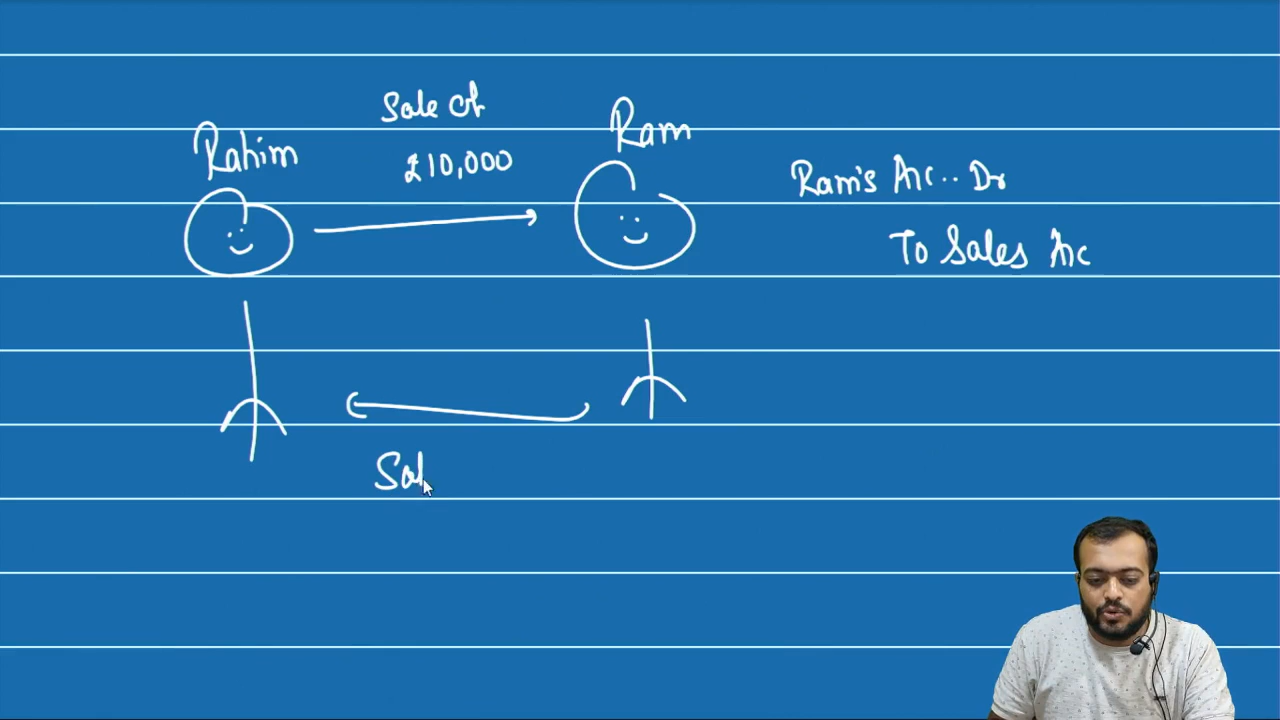 Rahim
Sale of
₹10,000
Ram
Ram's A/c.. Dr
To Sales A/c
Sal